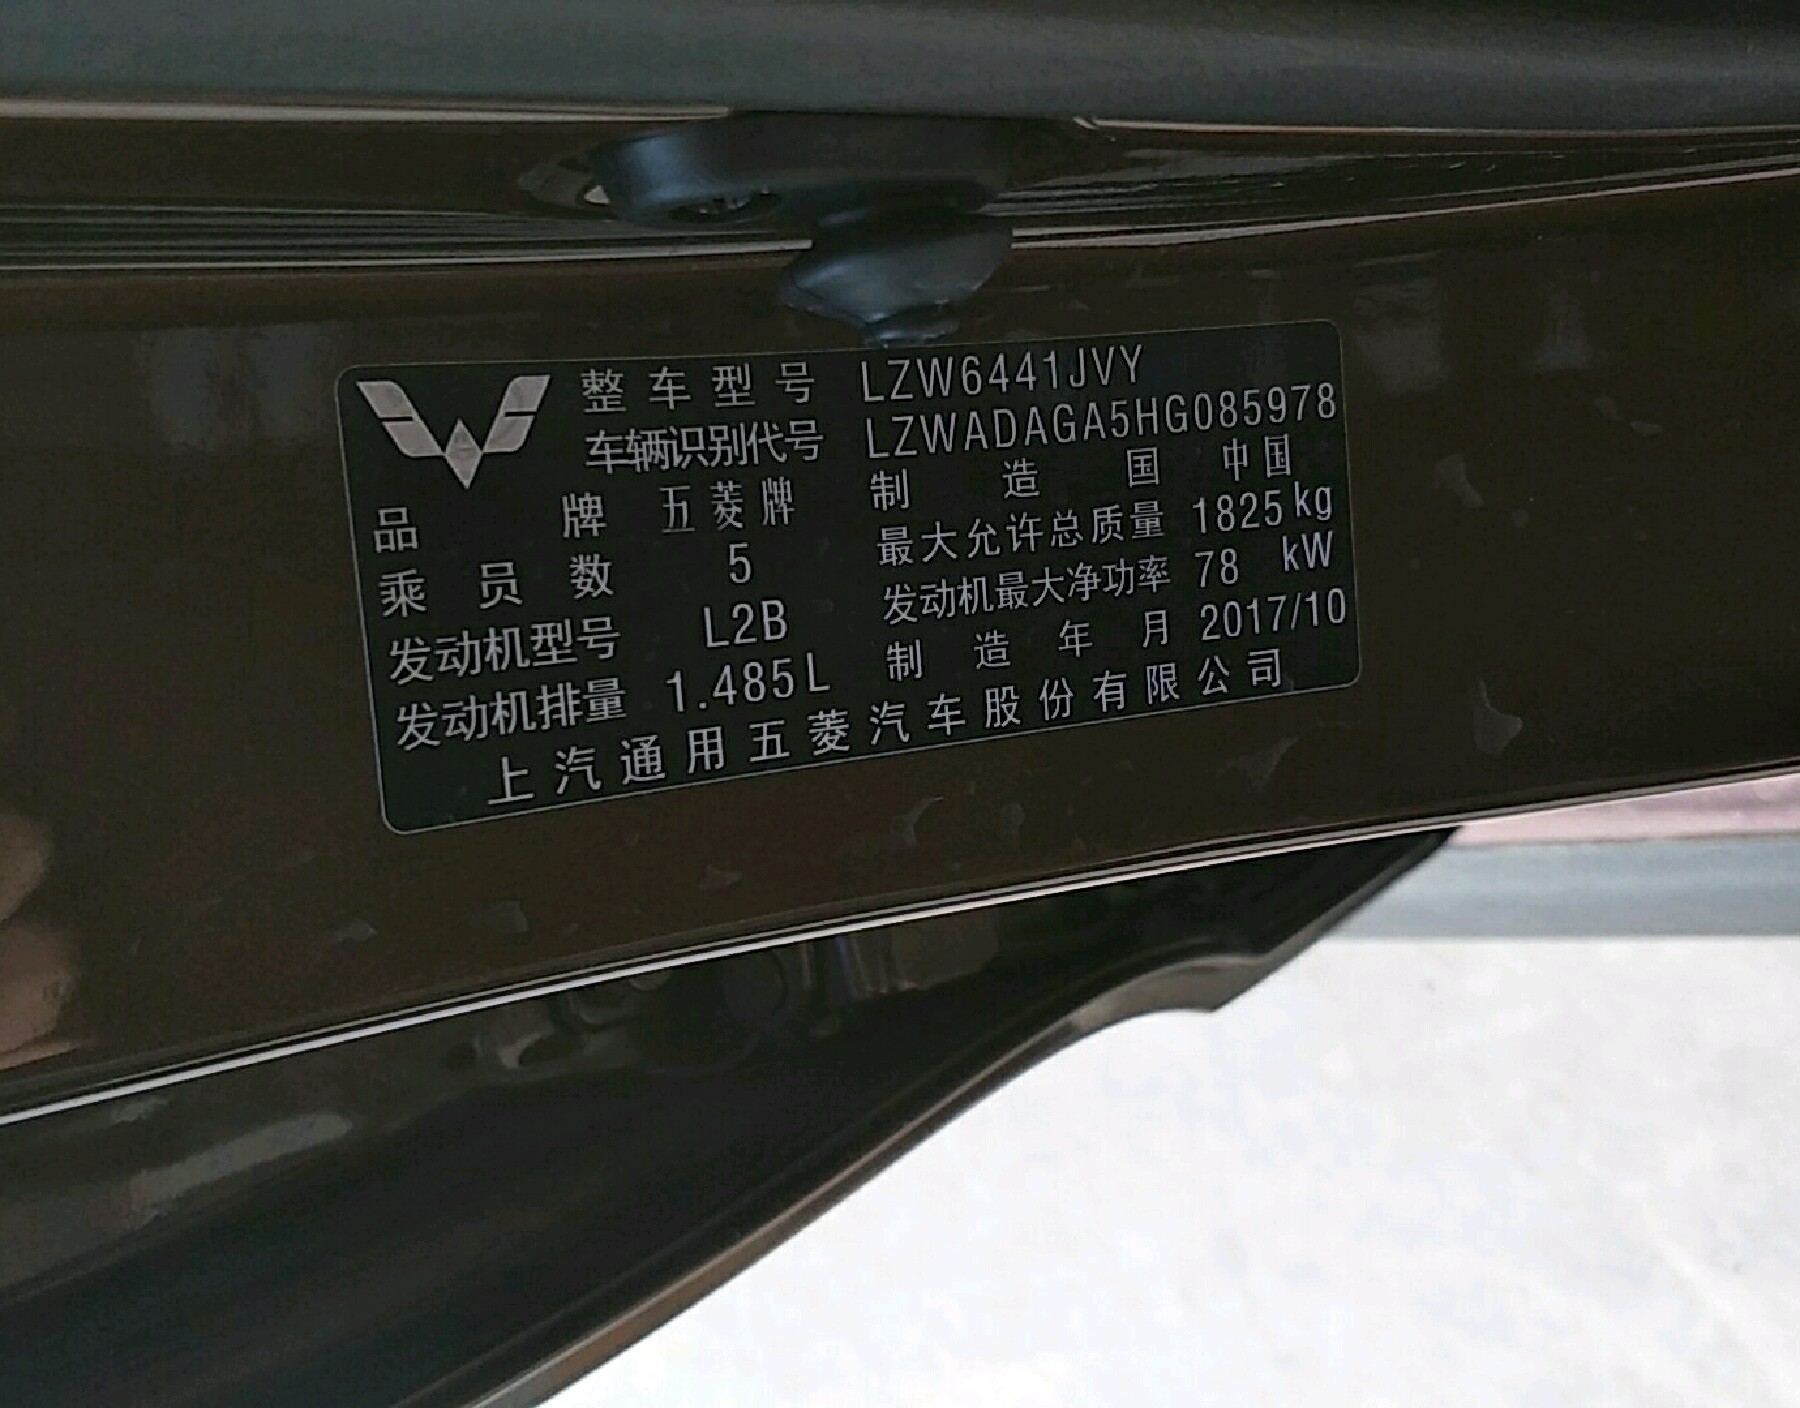 整车型号 LZW6441JVY
车辆识别代号 LZWADAGA5HG085978
品牌 五菱牌 制造国 中国
乘员数 5 最大允许总质量 1825kg
发动机型号 L2B 发动机最大净功率 78 kW
发动机排量 1.485L 制造年月 2017/10
上汽通用五菱汽车股份有限公司